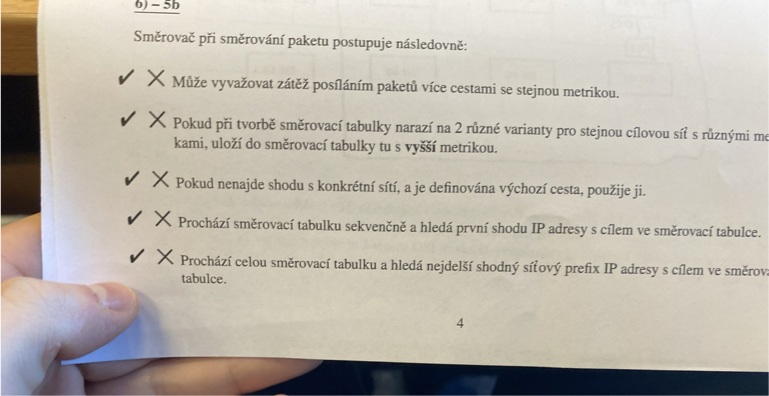 6) – 5b
Směrovač při směrování paketu postupuje následovně:
✓ ✕ Může vyvažovat zátěž posíláním paketů více cestami se stejnou metrikou.
✓ ✕ Pokud při tvorbě směrovací tabulky narazí na 2 různé varianty pro stejnou cílovou síť s různými me
kami, uloží do směrovací tabulky tu s vyšší metrikou.
✓ ✕ Pokud nenajde shodu s konkrétní sítí, a je definována výchozí cesta, použije ji.
✓ ✕ Prochází směrovací tabulku sekvenčně a hledá první shodu IP adresy s cílem ve směrovací tabulce.
✓ ✕ Prochází celou směrovací tabulku a hledá nejdelší shodný síťový prefix IP adresy s cílem ve směrova
tabulce.
4